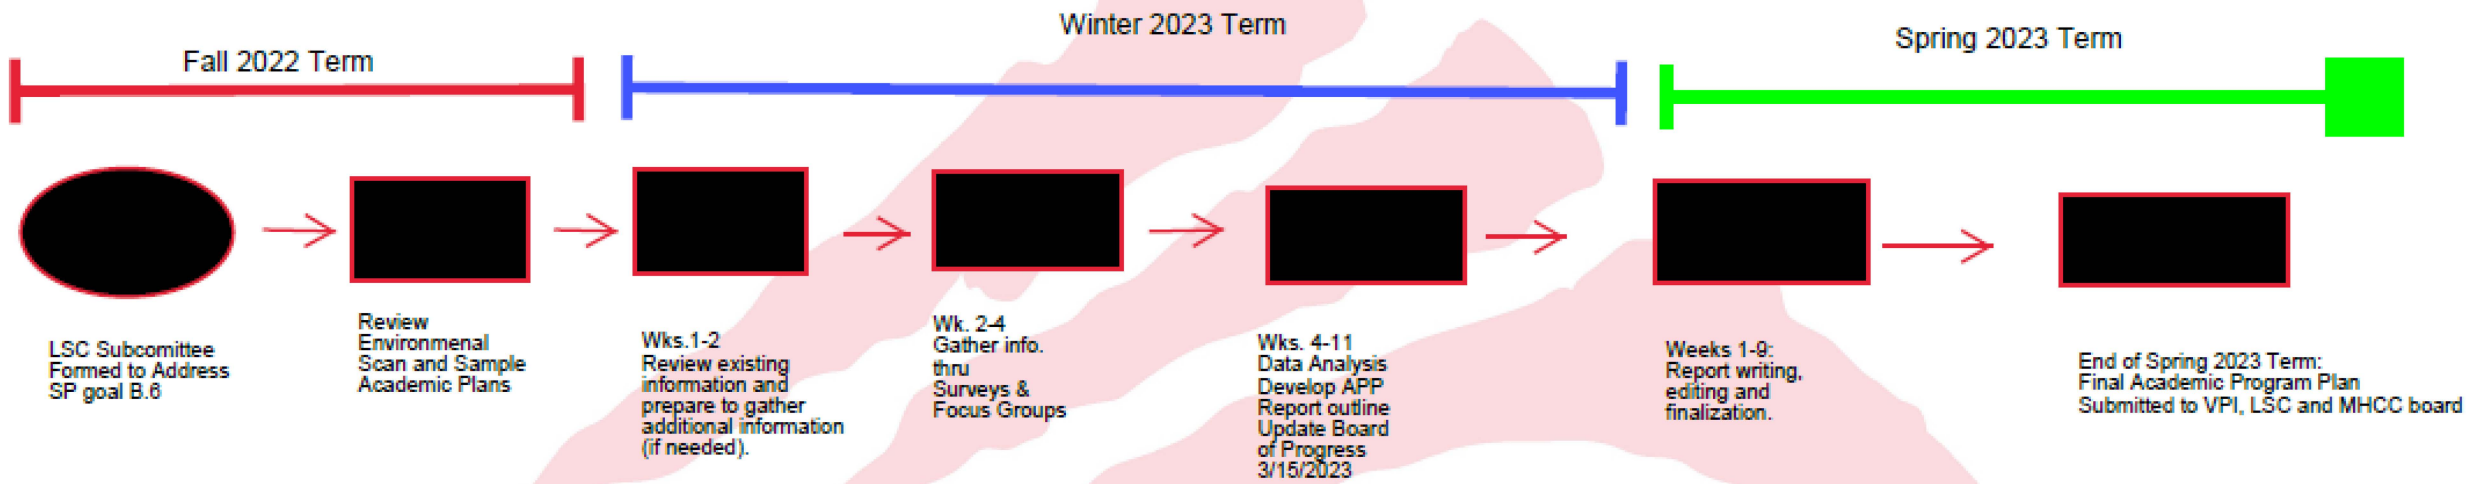 Fall 2022 Term
Winter 2023 Term
Spring 2023 Term
LSC Subcomittee
Formed to Address
SP goal B.6
Review
Environmenal
Scan and Sample
Academic Plans
Wks.1-2
Review existing
information and
prepare to gather
additional information
(if needed).
Wk. 2-4
Gather info.
thru
Surveys &
Focus Groups
Wks. 4-11
Data Analysis
Develop APP
Report outline
Update Board
of Progress
3/15/2023
Weeks 1-9:
Report writing,
editing and
finalization.
End of Spring 2023 Term:
Final Academic Program Plan
Submitted to VPI, LSC and MHCC board